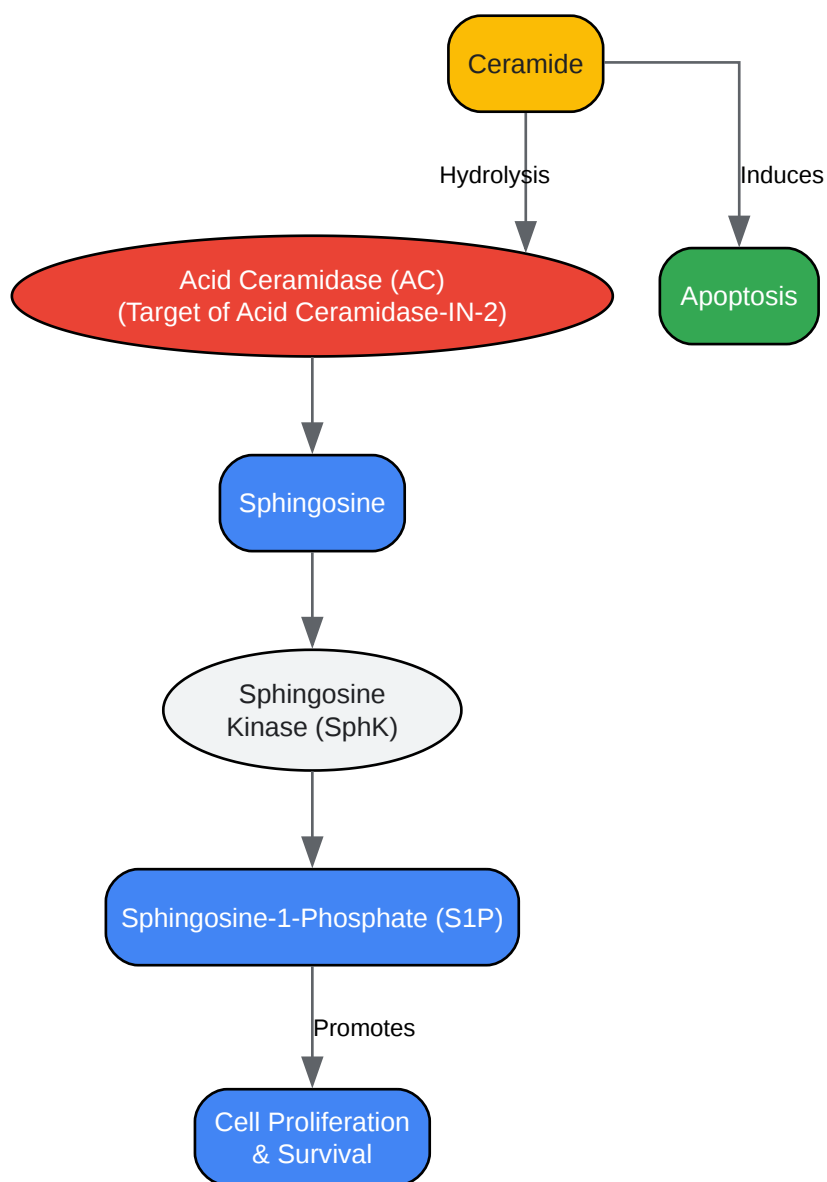 Ceramide
Hydrolysis
Induces
Acid Ceramidase (AC)
(Target of Acid Ceramidase-IN-2)
Apoptosis
Sphingosine
Sphingosine
Kinase (SphK)
Sphingosine-1-Phosphate (S1P)
Promotes
Cell Proliferation
& Survival